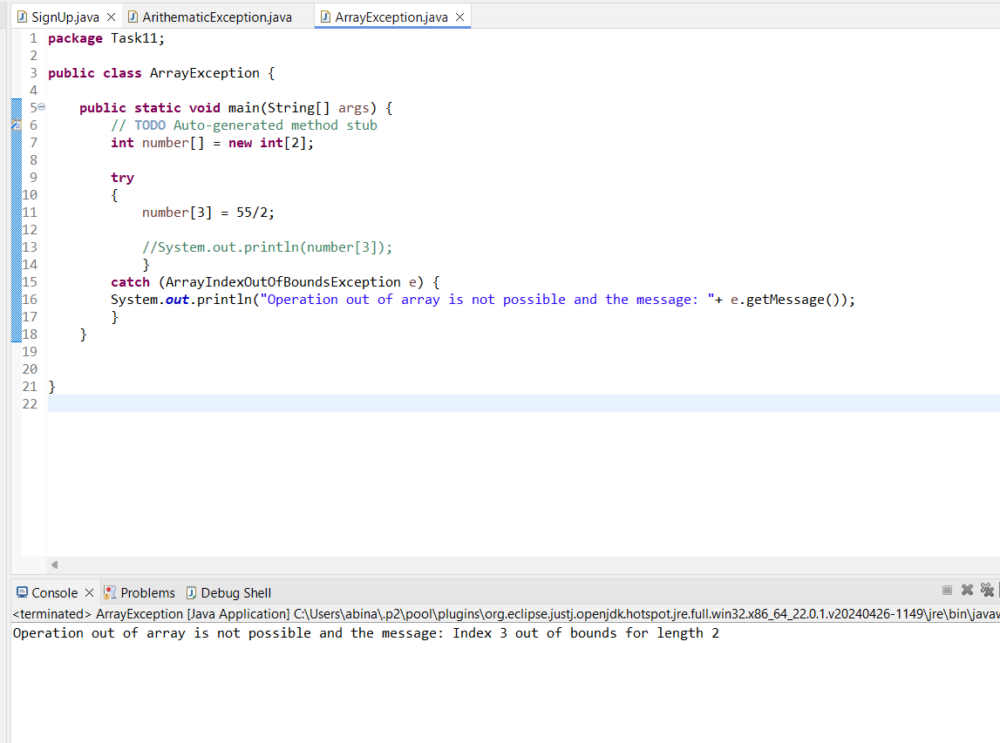 SignUp.java ArithematicException.java ArrayException.java
1 package Task11;
2
3 public class ArrayException {
4
5 public static void main(String[] args) {
6 // TODO Auto-generated method stub
7 int number[] = new int[2];
8
9 try
10 {
11 number[3] = 55/2;
12
13 //System.out.println(number[3]);
14 }
15 catch (ArrayIndexOutOfBoundsException e) {
16 System.out.println("Operation out of array is not possible and the message: "+ e.getMessage());
17 }
18 }
19
20
21 }
22
Console Problems Debug Shell
<terminated> ArrayException [Java Application] C:\Users\abina\.p2\pool\plugins\org.eclipse.justj.openjdk.hotspot.jre.full.win32.x86_64_22.0.1.v20240426-1149\jre\bin\javaw
Operation out of array is not possible and the message: Index 3 out of bounds for length 2